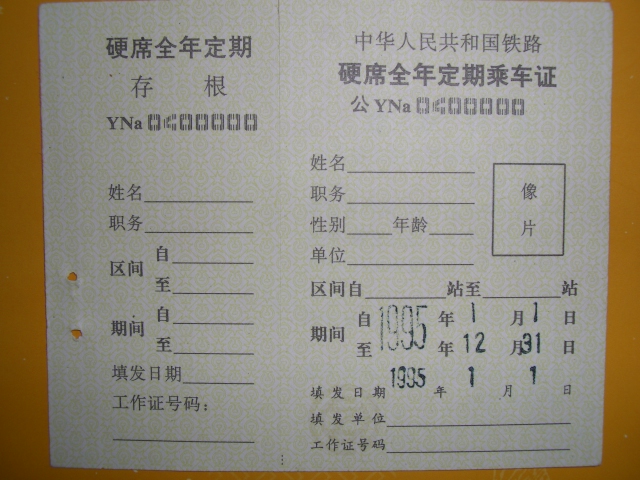 硬席全年定期
存 根
YNa 0400000
姓名
职务
区间 自
至
期间 自
至
填发日期
工作证号码：
中华人民共和国铁路
硬席全年定期乘车证
公 YNa 0400000
姓名
职务
性别 年龄
单位
像
片
区间自 站至 站
期间 自 1995 年 1 月 1 日
至 年 12 月 31 日
填发日期 1995 年 1 月 1 日
填发单位
工作证号码